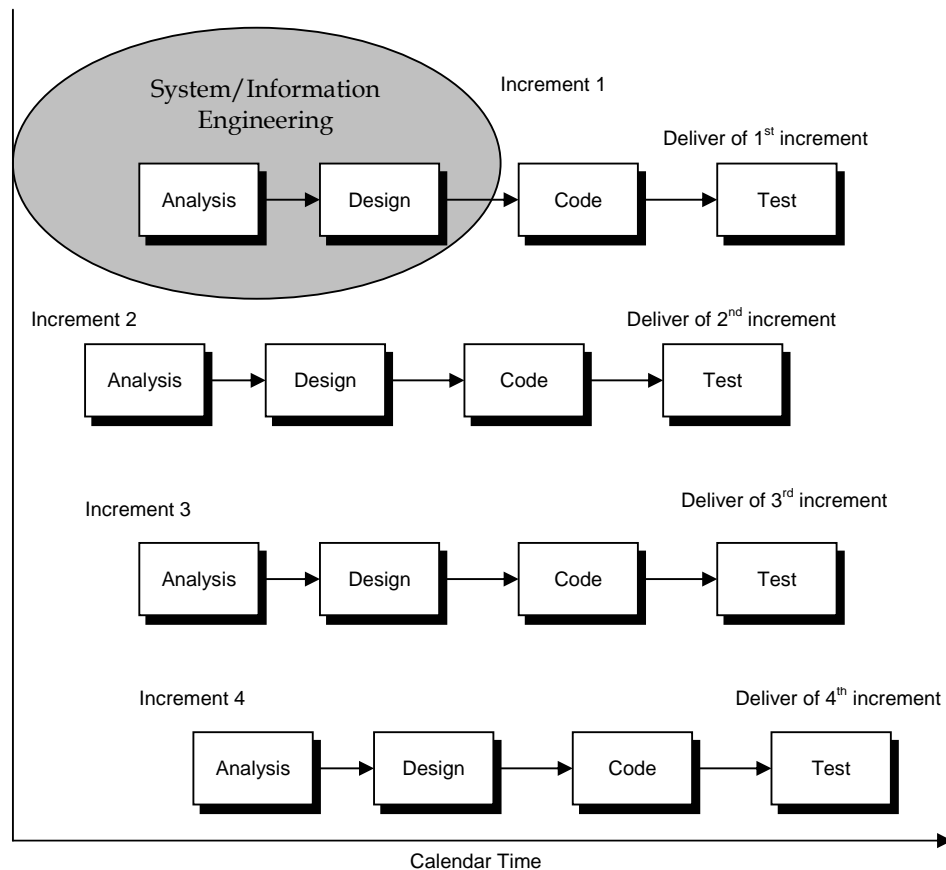 System/Information
Engineering
Increment 1
Deliver of 1st increment
Analysis
Design
Code
Test
Increment 2
Deliver of 2nd increment
Analysis
Design
Code
Test
Increment 3
Deliver of 3rd increment
Analysis
Design
Code
Test
Increment 4
Deliver of 4th increment
Analysis
Design
Code
Test
Calendar Time